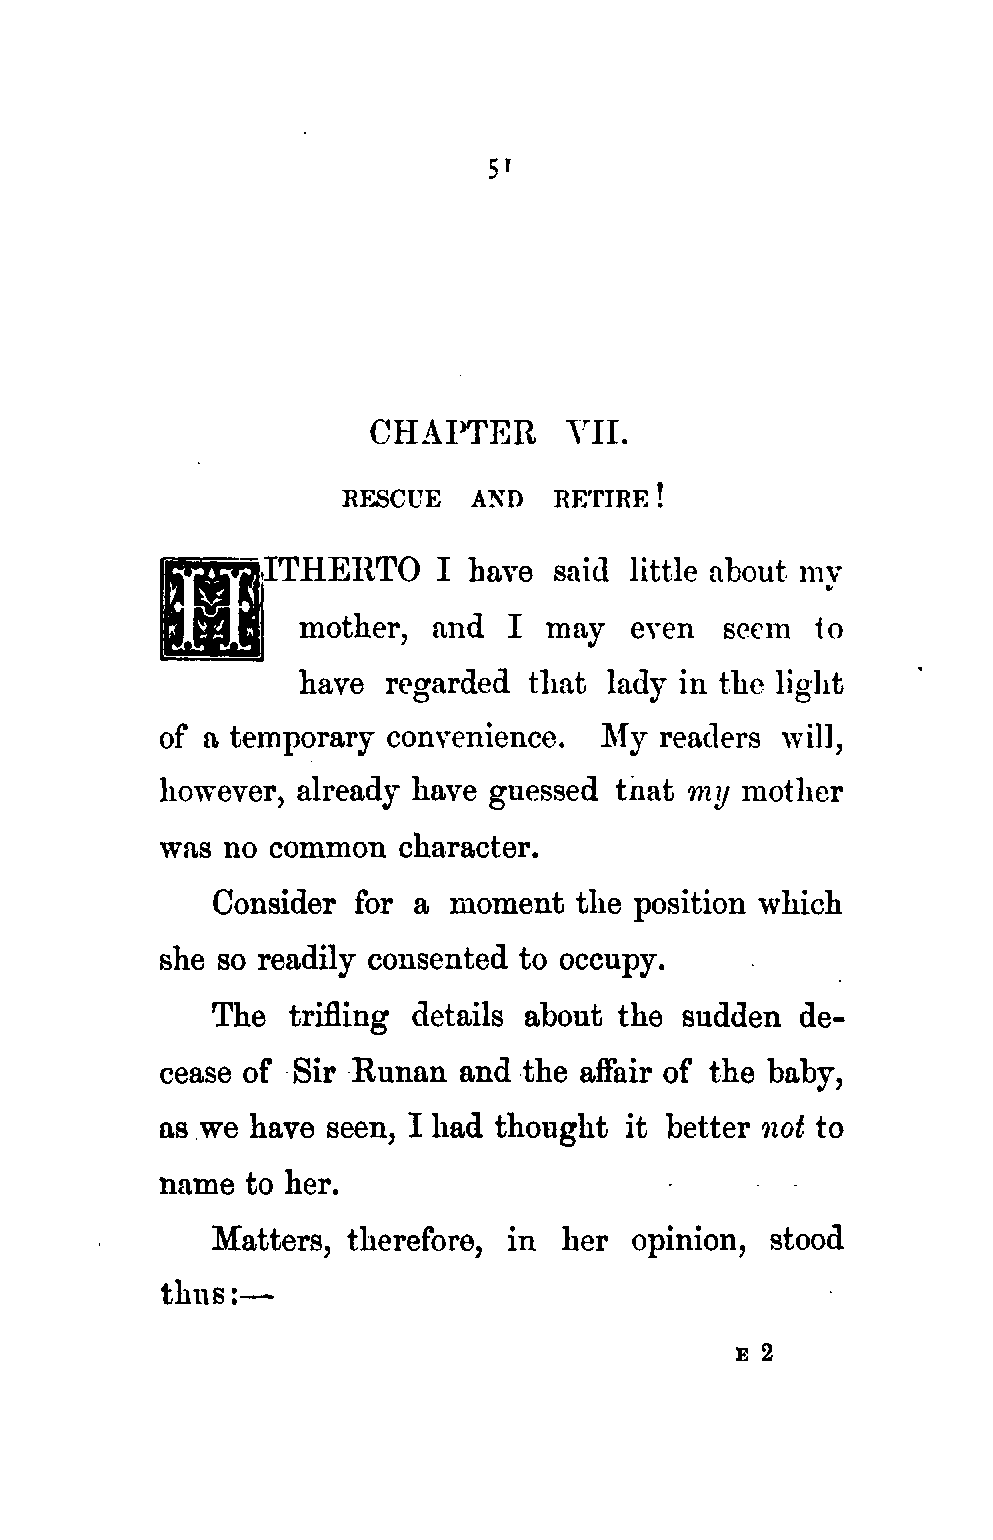 51
CHAPTER VII.
RESCUE AND RETIRE!
HITHERTO I have said little about my
mother, and I may even seem to
have regarded that lady in the light
of a temporary convenience. My readers will,
however, already have guessed that my mother
was no common character.
Consider for a moment the position which
she so readily consented to occupy.
The trifling details about the sudden de-
cease of Sir Runan and the affair of the baby,
as we have seen, I had thought it better not to
name to her.
Matters, therefore, in her opinion, stood
thus:—
E 2